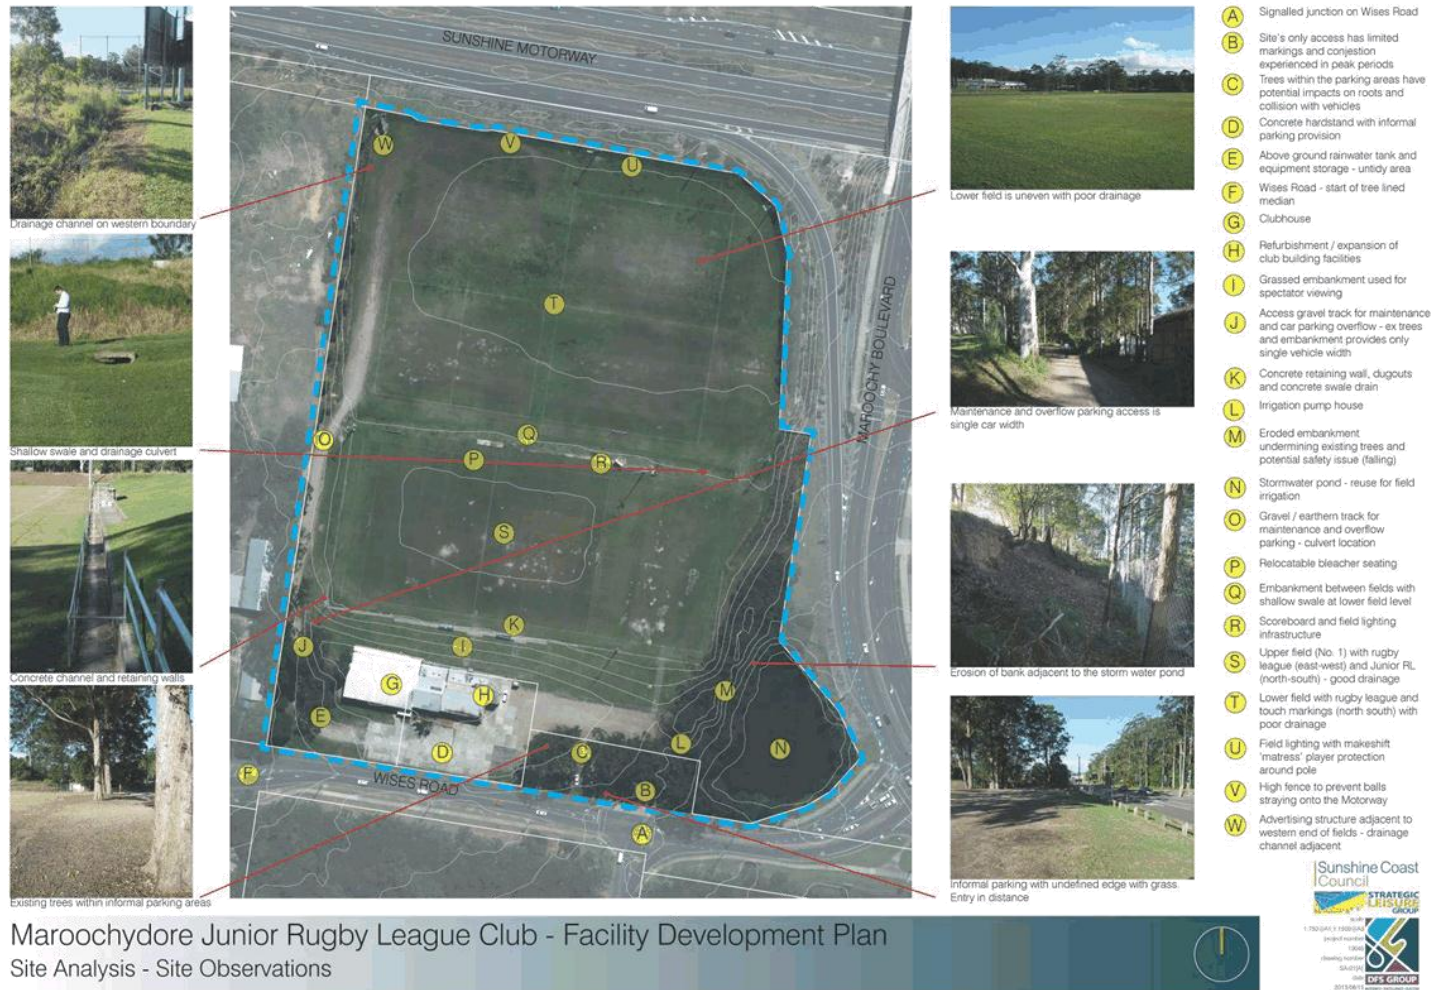 Drainage channel on western boundary
Shallow swale and drainage culvert
Concrete channel and retaining walls
Existing trees within informal parking areas
SUNSHINE MOTORWAY
MAROOCHY BOULEVARD
WISES ROAD
W
V
U
T
O
Q
P
R
S
K
J
I
G
H
E
M
D
C
L
N
F
B
A
Lower field is uneven with poor drainage
Maintenance and overflow parking access is
single car width
Erosion of bank adjacent to the storm water pond
Informal parking with undefined edge with grass.
Entry in distance
A Signalled junction on Wises Road
B Site's only access has limited
markings and conjestion
experienced in peak periods
C Trees within the parking areas have
potential impacts on roots and
collision with vehicles
D Concrete hardstand with informal
parking provision
E Above ground rainwater tank and
equipment storage - untidy area
F Wises Road - start of tree lined
median
G Clubhouse
H Refurbishment / expansion of
club building facilities
I Grassed embankment used for
spectator viewing
J Access gravel track for maintenance
and car parking overflow - ex trees
and embankment provides only
single vehicle width
K Concrete retaining wall, dugouts
and concrete swale drain
L Irrigation pump house
M Eroded embankment
undermining existing trees and
potential safety issue (falling)
N Stormwater pond - reuse for field
irrigation
O Gravel / earthern track for
maintenance and overflow
parking - culvert location
P Relocatable bleacher seating
Q Embankment between fields with
shallow swale at lower field level
R Scoreboard and field lighting
infrastructure
S Upper field (No. 1) with rugby
league (east-west) and Junior RL
(north-south) - good drainage
T Lower field with rugby league and
touch markings (north south) with
poor drainage
U Field lighting with makeshift
'matress' player protection
around pole
V High fence to prevent balls
straying onto the Motorway
W Advertising structure adjacent to
western end of fields - drainage
channel adjacent
Sunshine Coast
Council
STRATEGIC
LEISURE
GROUP
project number
drawing number
date
DFS GROUP
Maroochydore Junior Rugby League Club - Facility Development Plan
Site Analysis - Site Observations